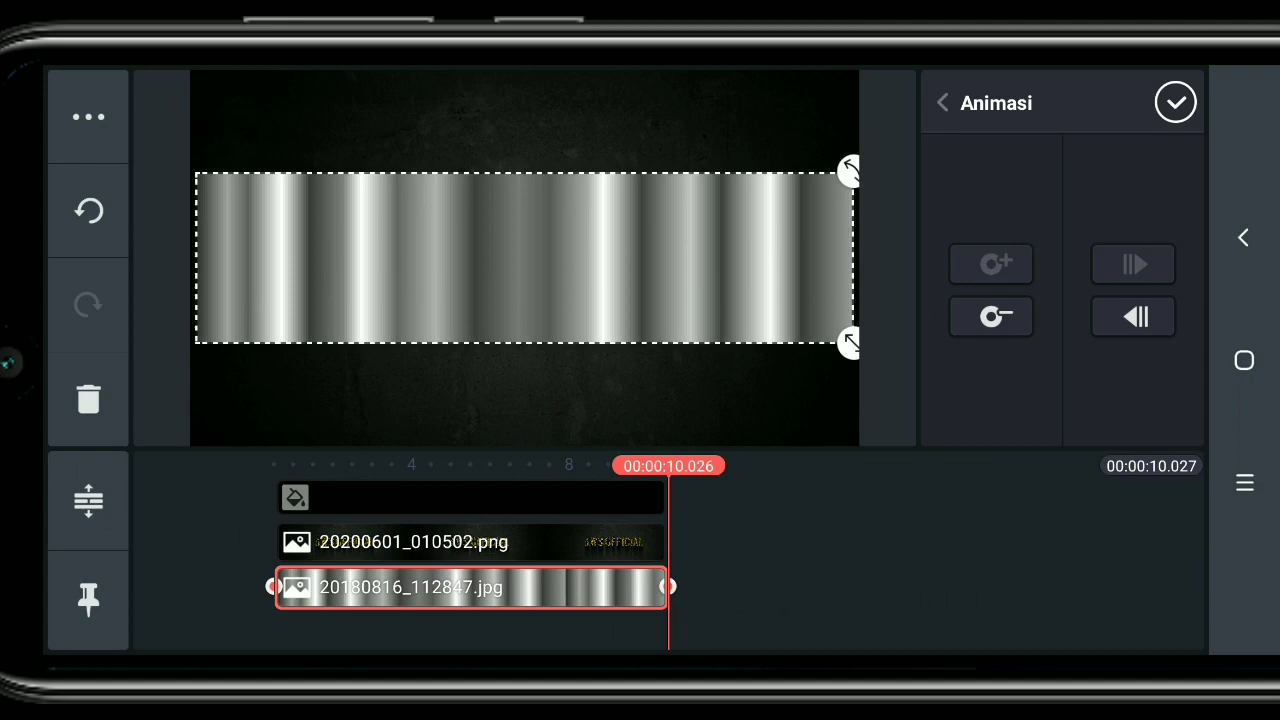 Animasi
4
8
00:00:10.026
00:00:10.027
20200601_010502.png
20180816_112847.jpg